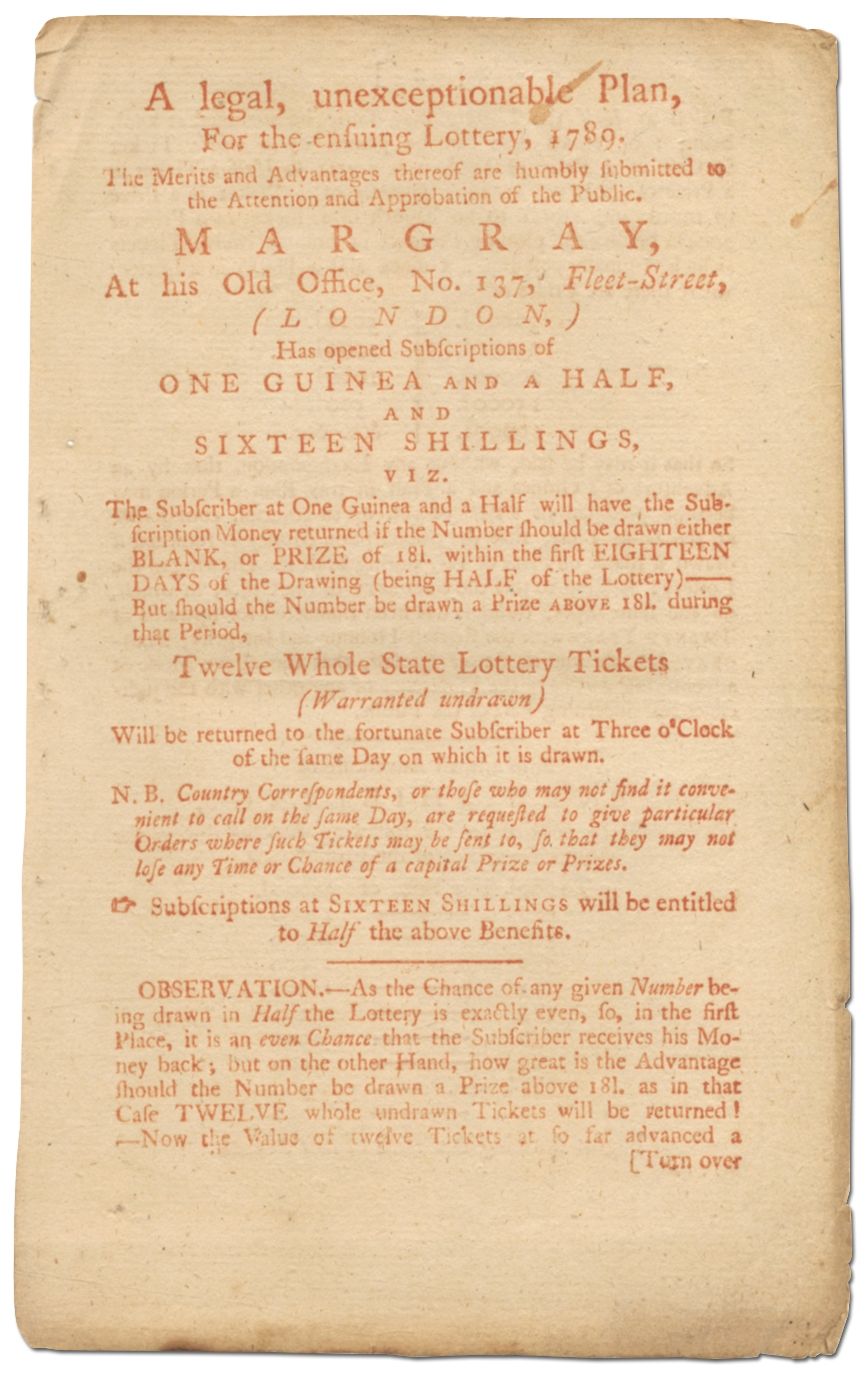 A legal, unexceptionable Plan,
For the enſuing Lottery, 1789.
The Merits and Advantages thereof are humbly ſubmitted to
the Attention and Approbation of the Public.
MARGRAY,
At his Old Office, No. 137, Fleet-Street,
(LONDON,)
Has opened Subſcriptions of
ONE GUINEA AND A HALF,
AND
SIXTEEN SHILLINGS,
VIZ.
The Subſcriber at One Guinea and a Half will have the Sub-
ſcription Money returned if the Number ſhould be drawn either
BLANK, or PRIZE of 18l. within the firſt EIGHTEEN
DAYS of the Drawing (being HALF of the Lottery)——
But ſhould the Number be drawn a Prize ABOVE 18l. during
that Period,
Twelve Whole State Lottery Tickets
(Warranted undrawn)
Will be returned to the fortunate Subſcriber at Three o'Clock
of the ſame Day on which it is drawn.
N. B. Country Correſpondents, or thoſe who may not find it conve-
nient to call on the ſame Day, are requeſted to give particular
Orders where ſuch Tickets may be ſent to, ſo that they may not
loſe any Time or Chance of a capital Prize or Prizes.
☞ Subſcriptions at SIXTEEN SHILLINGS will be entitled
to Half the above Benefits.
OBSERVATION.—As the Chance of any given Number be-
ing drawn in Half the Lottery is exactly even, ſo, in the firſt
Place, it is an even Chance that the Subſcriber receives his Mo-
ney back; but on the other Hand, how great is the Advantage
ſhould the Number be drawn a Prize above 18l. as in that
Caſe TWELVE whole undrawn Tickets will be returned!
—Now the Value of twelve Tickets at ſo far advanced a
[Turn over